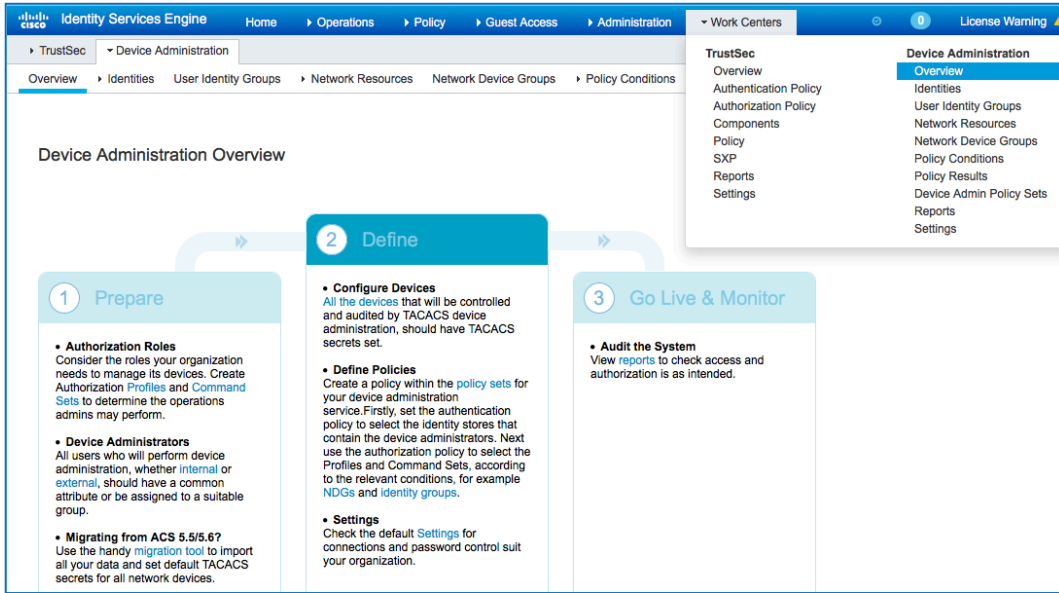 cisco Identity Services Engine Home Operations Policy Guest Access Administration Work Centers 0 License Warning
TrustSec Device Administration
Overview Identities User Identity Groups Network Resources Network Device Groups Policy Conditions
TrustSec
Overview
Authentication Policy
Authorization Policy
Components
Policy
SXP
Reports
Settings
Device Administration
Overview
Identities
User Identity Groups
Network Resources
Network Device Groups
Policy Conditions
Policy Results
Device Admin Policy Sets
Reports
Settings
Device Administration Overview
1 Prepare
• Authorization Roles
Consider the roles your organization
needs to manage its devices. Create
Authorization Profiles and Command
Sets to determine the operations
admins may perform.
• Device Administrators
All users who will perform device
administration, whether internal or
external, should have a common
attribute or be assigned to a suitable
group.
• Migrating from ACS 5.5/5.6?
Use the handy migration tool to import
all your data and set default TACACS
secrets for all network devices.
2 Define
• Configure Devices
All the devices that will be controlled
and audited by TACACS device
administration, should have TACACS
secrets set.
• Define Policies
Create a policy within the policy sets for
your device administration
service.Firstly, set the authentication
policy to select the identity stores that
contain the device administrators. Next
use the authorization policy to select the
Profiles and Command Sets, according
to the relevant conditions, for example
NDGs and identity groups.
• Settings
Check the default Settings for
connections and password control suit
your organization.
3 Go Live & Monitor
• Audit the System
View reports to check access and
authorization is as intended.